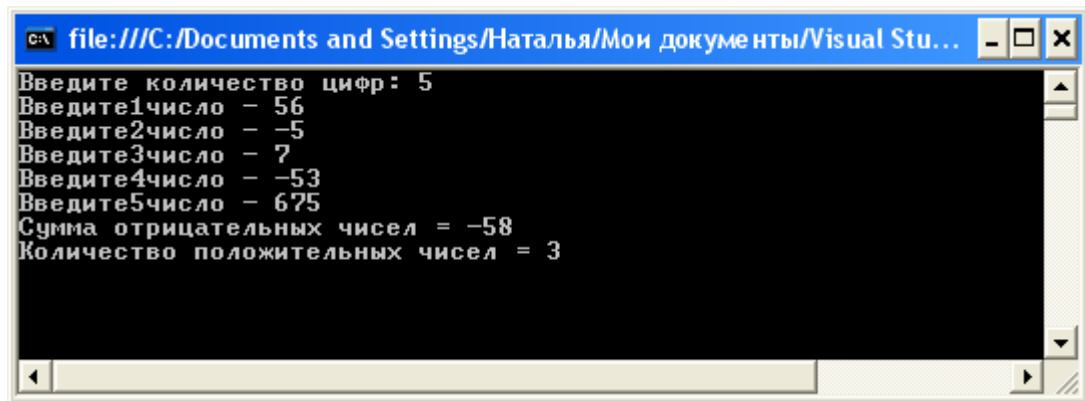 file:///C:/Documents and Settings/Наталья/Мои документы/Visual Stu...
Введите количество цифр: 5
Введите1число - 56
Введите2число - -5
Введите3число - 7
Введите4число - -53
Введите5число - 675
Сумма отрицательных чисел = -58
Количество положительных чисел = 3